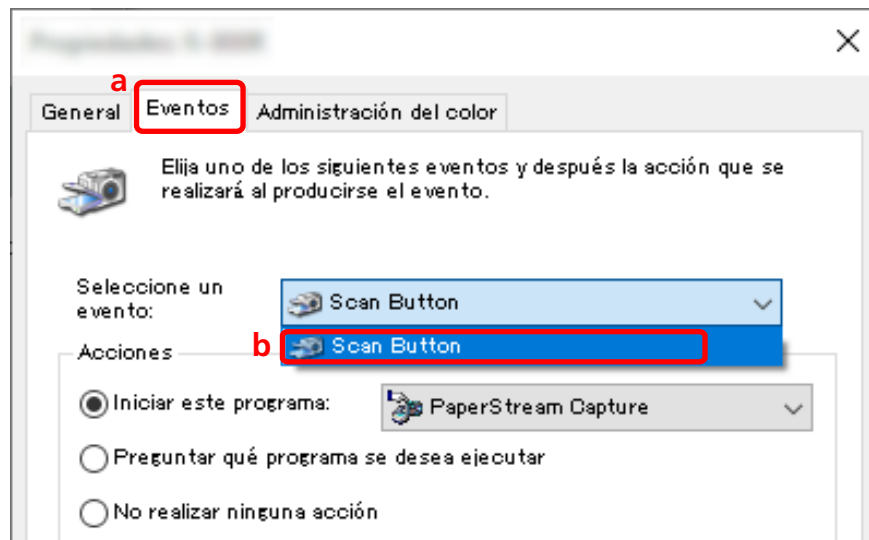 a
General Eventos Administración del color
Elija uno de los siguientes eventos y después la acción que se
realizará al producirse el evento.
Seleccione un
evento:
Scan Button
b Scan Button
Acciones
Iniciar este programa: PaperStream Capture
Preguntar qué programa se desea ejecutar
No realizar ninguna acción